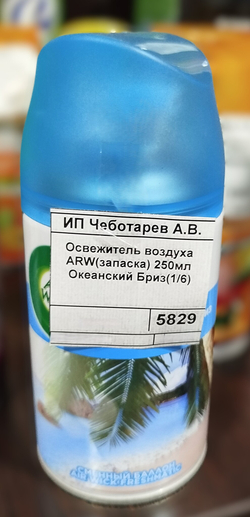 ИП Чеботарев А.В.
Освежитель воздуха
ARW(запаска) 250мл
Океанский Бриз(1/6)
5829